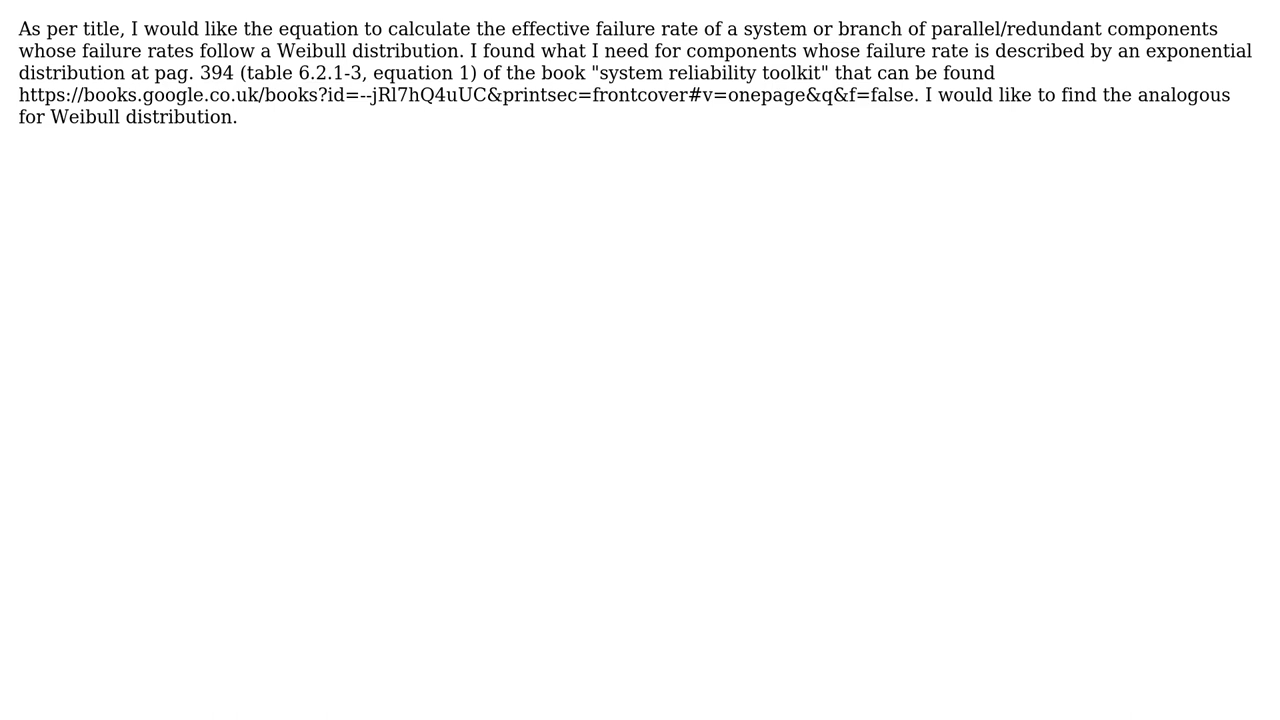 As per title, I would like the equation to calculate the effective failure rate of a system or branch of parallel/redundant components
whose failure rates follow a Weibull distribution. I found what I need for components whose failure rate is described by an exponential
distribution at pag. 394 (table 6.2.1-3, equation 1) of the book "system reliability toolkit" that can be found
https://books.google.co.uk/books?id=--jRl7hQ4uUC&printsec=frontcover#v=onepage&q&f=false. I would like to find the analogous
for Weibull distribution.